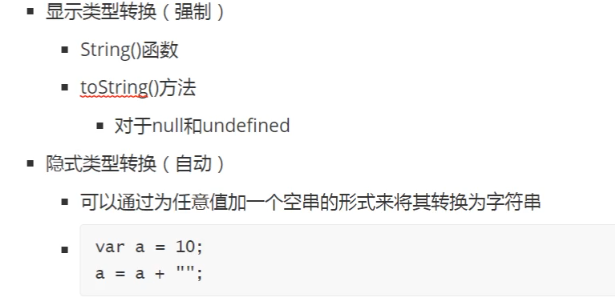 显示类型转换（强制）
String()函数
toString()方法
对于null和undefined
隐式类型转换（自动）
可以通过为任意值加一个空串的形式来将其转换为字符串
var a = 10;
a = a + "";